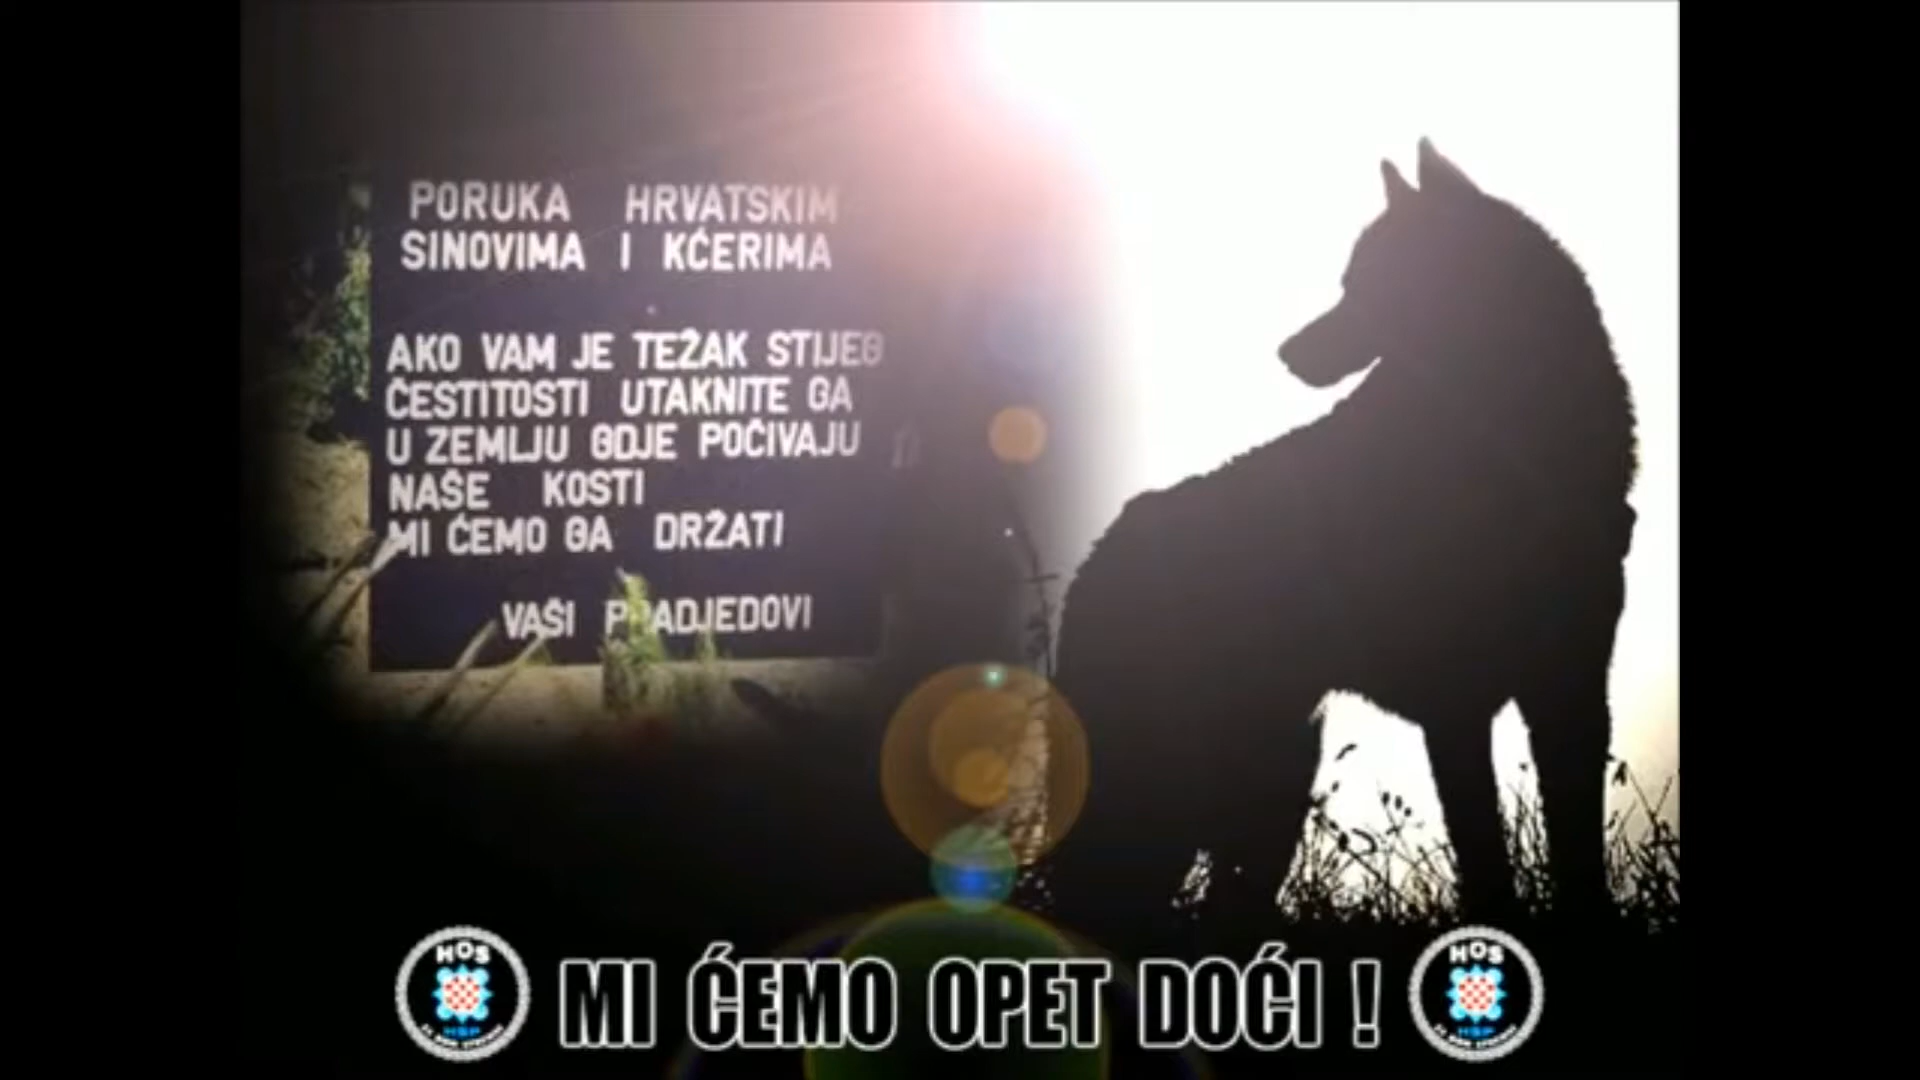 PORUKA HRVATSKIM
SINOVIMA I KĆERIMA
AKO VAM JE TEŽAK STIJEG
ČESTITOSTI UTAKNITE GA
U ZEMLJU GDJE POČIVAJU
NAŠE KOSTI
MI ĆEMO GA DRŽATI
VAŠI PRADJEDOVI
HOS
HSP
MI ĆEMO OPET DOĆI !
HOS
HSP